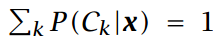 ∑ₖ P(Cₖ|𝒙) = 1